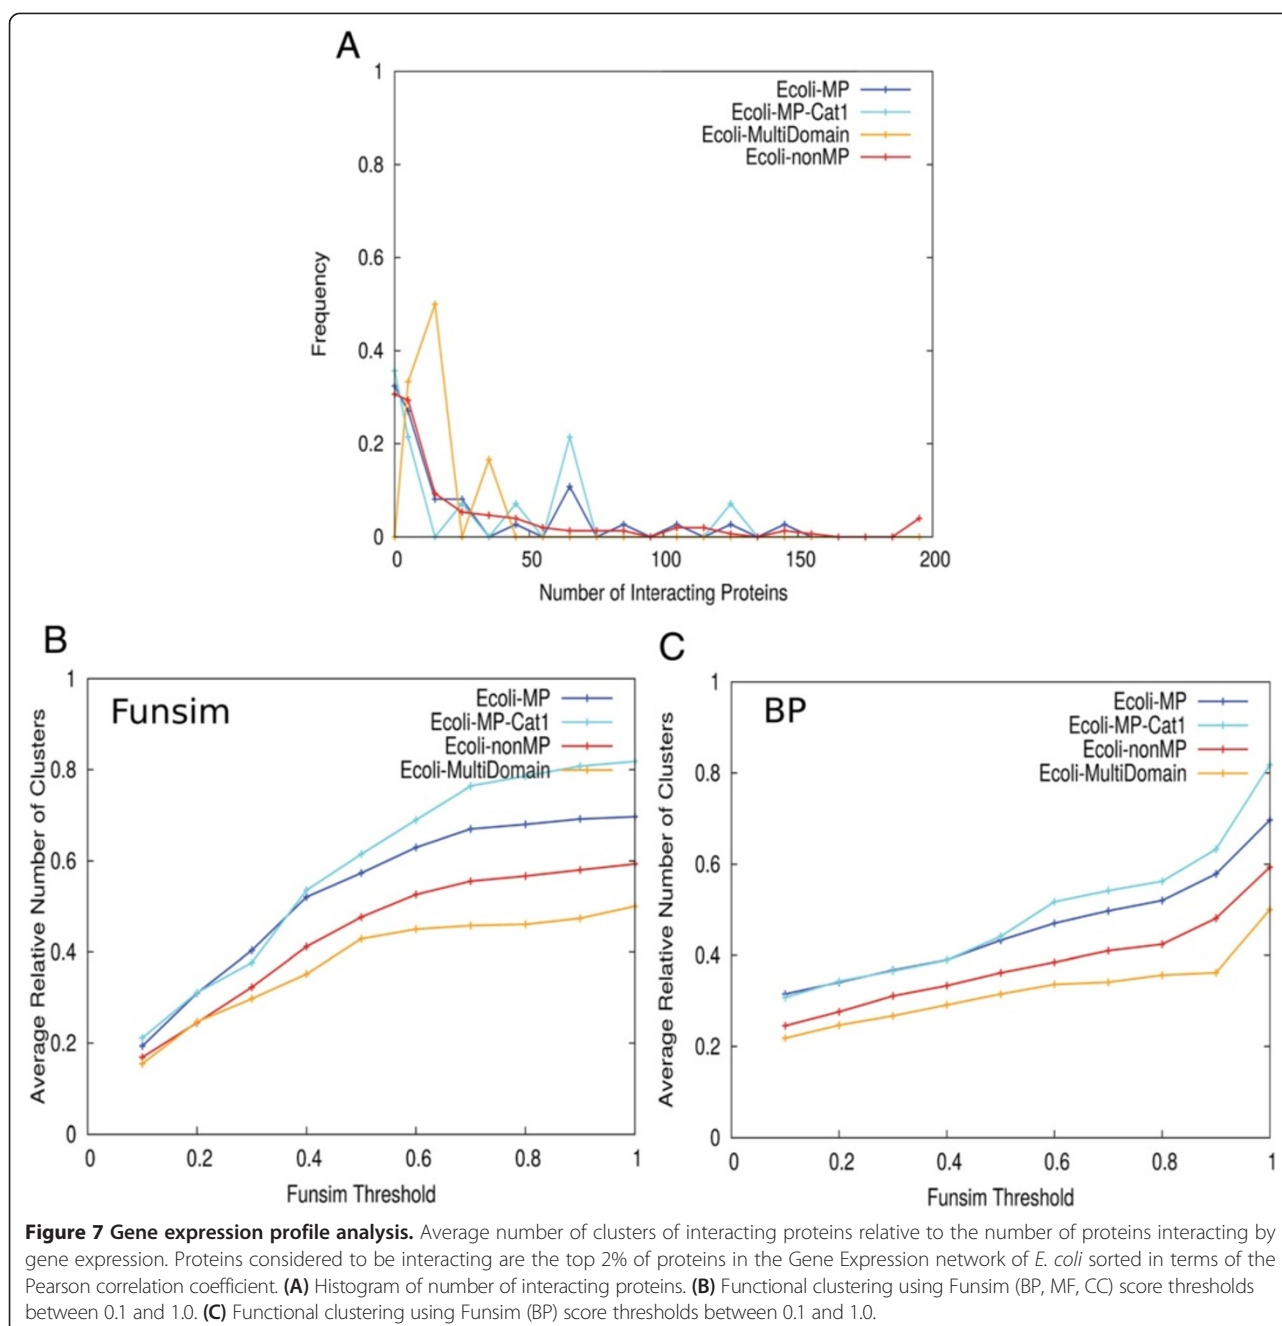 A
1
0.8
0.6
0.4
0.2
0
Frequency
Ecoli-MP
Ecoli-MP-Cat1
Ecoli-MultiDomain
Ecoli-nonMP
0 50 100 150 200
Number of Interacting Proteins
B
1
0.8
0.6
0.4
0.2
0
Average Relative Number of Clusters
Funsim
Ecoli-MP
Ecoli-MP-Cat1
Ecoli-nonMP
Ecoli-MultiDomain
0 0.2 0.4 0.6 0.8 1
Funsim Threshold
C
1
0.8
0.6
0.4
0.2
0
Average Relative Number of Clusters
BP
Ecoli-MP
Ecoli-MP-Cat1
Ecoli-nonMP
Ecoli-MultiDomain
0 0.2 0.4 0.6 0.8 1
Funsim Threshold
Figure 7 Gene expression profile analysis. Average number of clusters of interacting proteins relative to the number of proteins interacting by
gene expression. Proteins considered to be interacting are the top 2% of proteins in the Gene Expression network of E. coli sorted in terms of the
Pearson correlation coefficient. (A) Histogram of number of interacting proteins. (B) Functional clustering using Funsim (BP, MF, CC) score thresholds
between 0.1 and 1.0. (C) Functional clustering using Funsim (BP) score thresholds between 0.1 and 1.0.